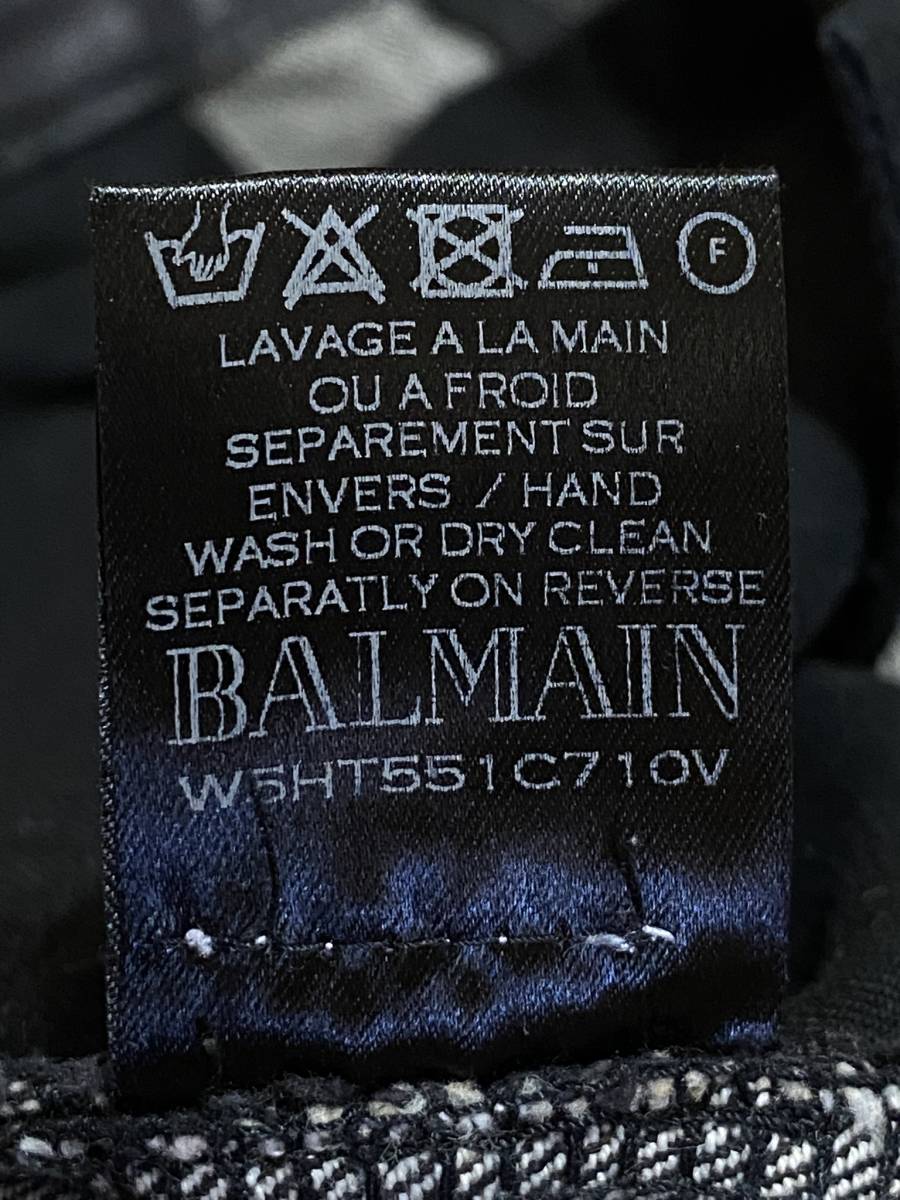 F
LAVAGE A LA MAIN
OU A FROID
SEPAREMENT SUR
ENVERS / HAND
WASH OR DRY CLEAN
SEPARATLY ON REVERSE
BALMAIN
W5HT551C710V